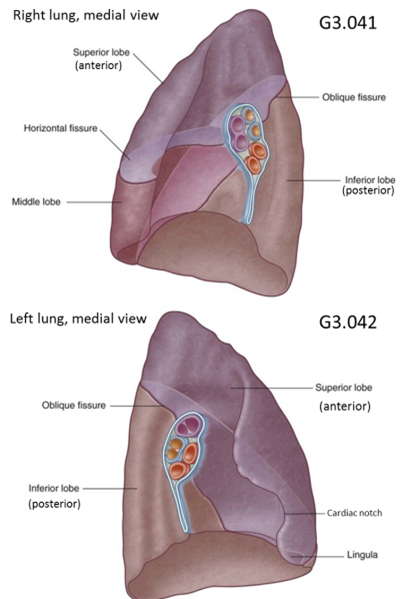 Right lung, medial view
G3.041
Superior lobe
(anterior)
Oblique fissure
Horizontal fissure
Inferior lobe
(posterior)
Middle lobe
Left lung, medial view
G3.042
Superior lobe
(anterior)
Oblique fissure
Inferior lobe
(posterior)
Cardiac notch
Lingula